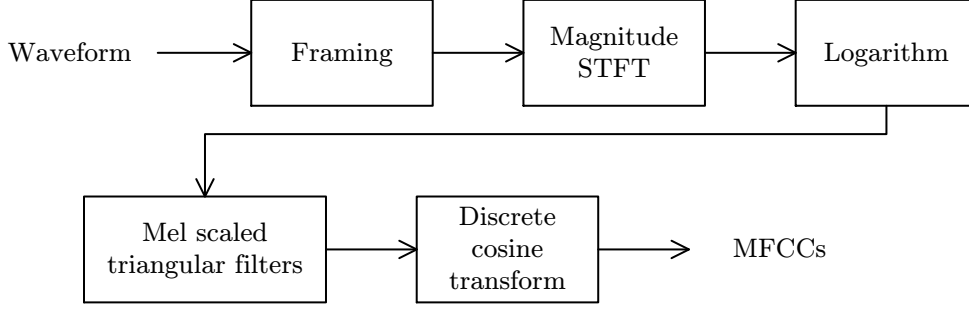 Waveform
Framing
Magnitude
STFT
Logarithm
Mel scaled
triangular filters
Discrete
cosine
transform
MFCCs